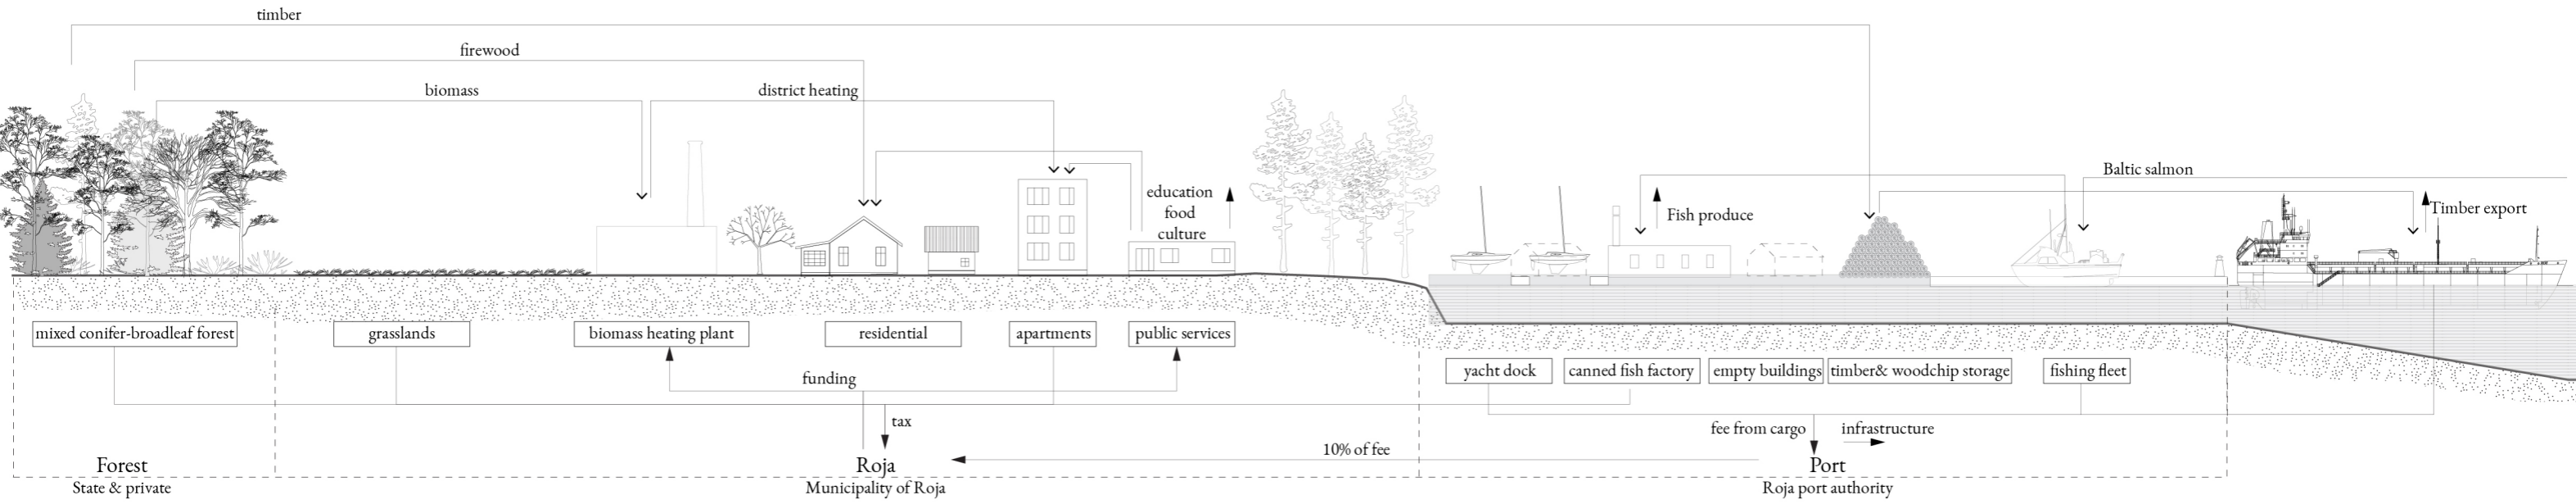 timber
firewood
biomass
district heating
education
food
culture
Fish produce
Baltic salmon
Timber export
mixed conifer-broadleaf forest
grasslands
biomass heating plant
residential
apartments
public services
yacht dock
canned fish factory
empty buildings
timber& woodchip storage
fishing fleet
funding
tax
fee from cargo
infrastructure
10% of fee
Forest
Roja
Port
State & private
Municipality of Roja
Roja port authority